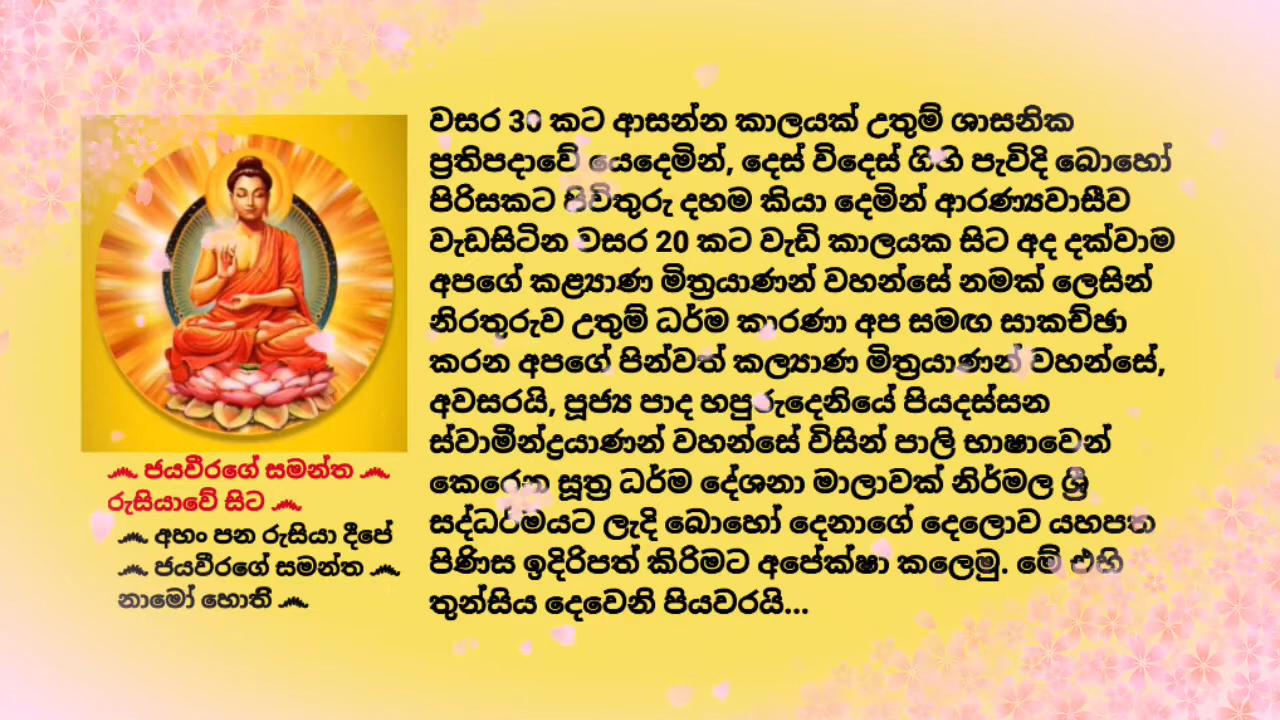 වසර 30 කට ආසන්න කාලයක් උතුම් ශාසනික
ප්‍රතිපදාවේ යෙදෙමින්, දෙස් විදෙස් ගිහි පැවිදි බොහෝ
පිරිසකට පිවිතුරු දහම කියා දෙමින් ආරණ්‍යවාසීව
වැඩසිටින වසර 20 කට වැඩි කාලයක සිට අද දක්වාම
අපගේ කළ්‍යාණ මිත්‍රයාණන් වහන්සේ නමක් ලෙසින්
නිරතුරුව උතුම් ධර්ම කාරණා අප සමඟ සාකච්ඡා
කරන අපගේ පින්වත් කල්‍යාණ මිත්‍රයාණන් වහන්සේ,
අවසරයි, පූජ්‍ය පාද හපුරුදෙනියේ පියදස්සන
ස්වාමීන්ද්‍රයාණන් වහන්සේ විසින් පාලි භාෂාවෙන්
කෙරෙන සූත්‍ර ධර්ම දේශනා මාලාවක් නිර්මල ශ්‍රී
සද්ධර්මයට ලැදි බොහෝ දෙනාගේ දෙලොව යහපත
පිණිස ඉදිරිපත් කිරිමට අපේක්ෂා කලෙමු. මේ එහි
තුන්සිය දෙවෙනි පියවරයි...
෴ ජයවීරගේ සමන්ත ෴
රුසියාවේ සිට ෴
෴ අහං පන රුසියා දීපේ
෴ ජයවීරගේ සමන්ත ෴
නාමෝ හොති ෴